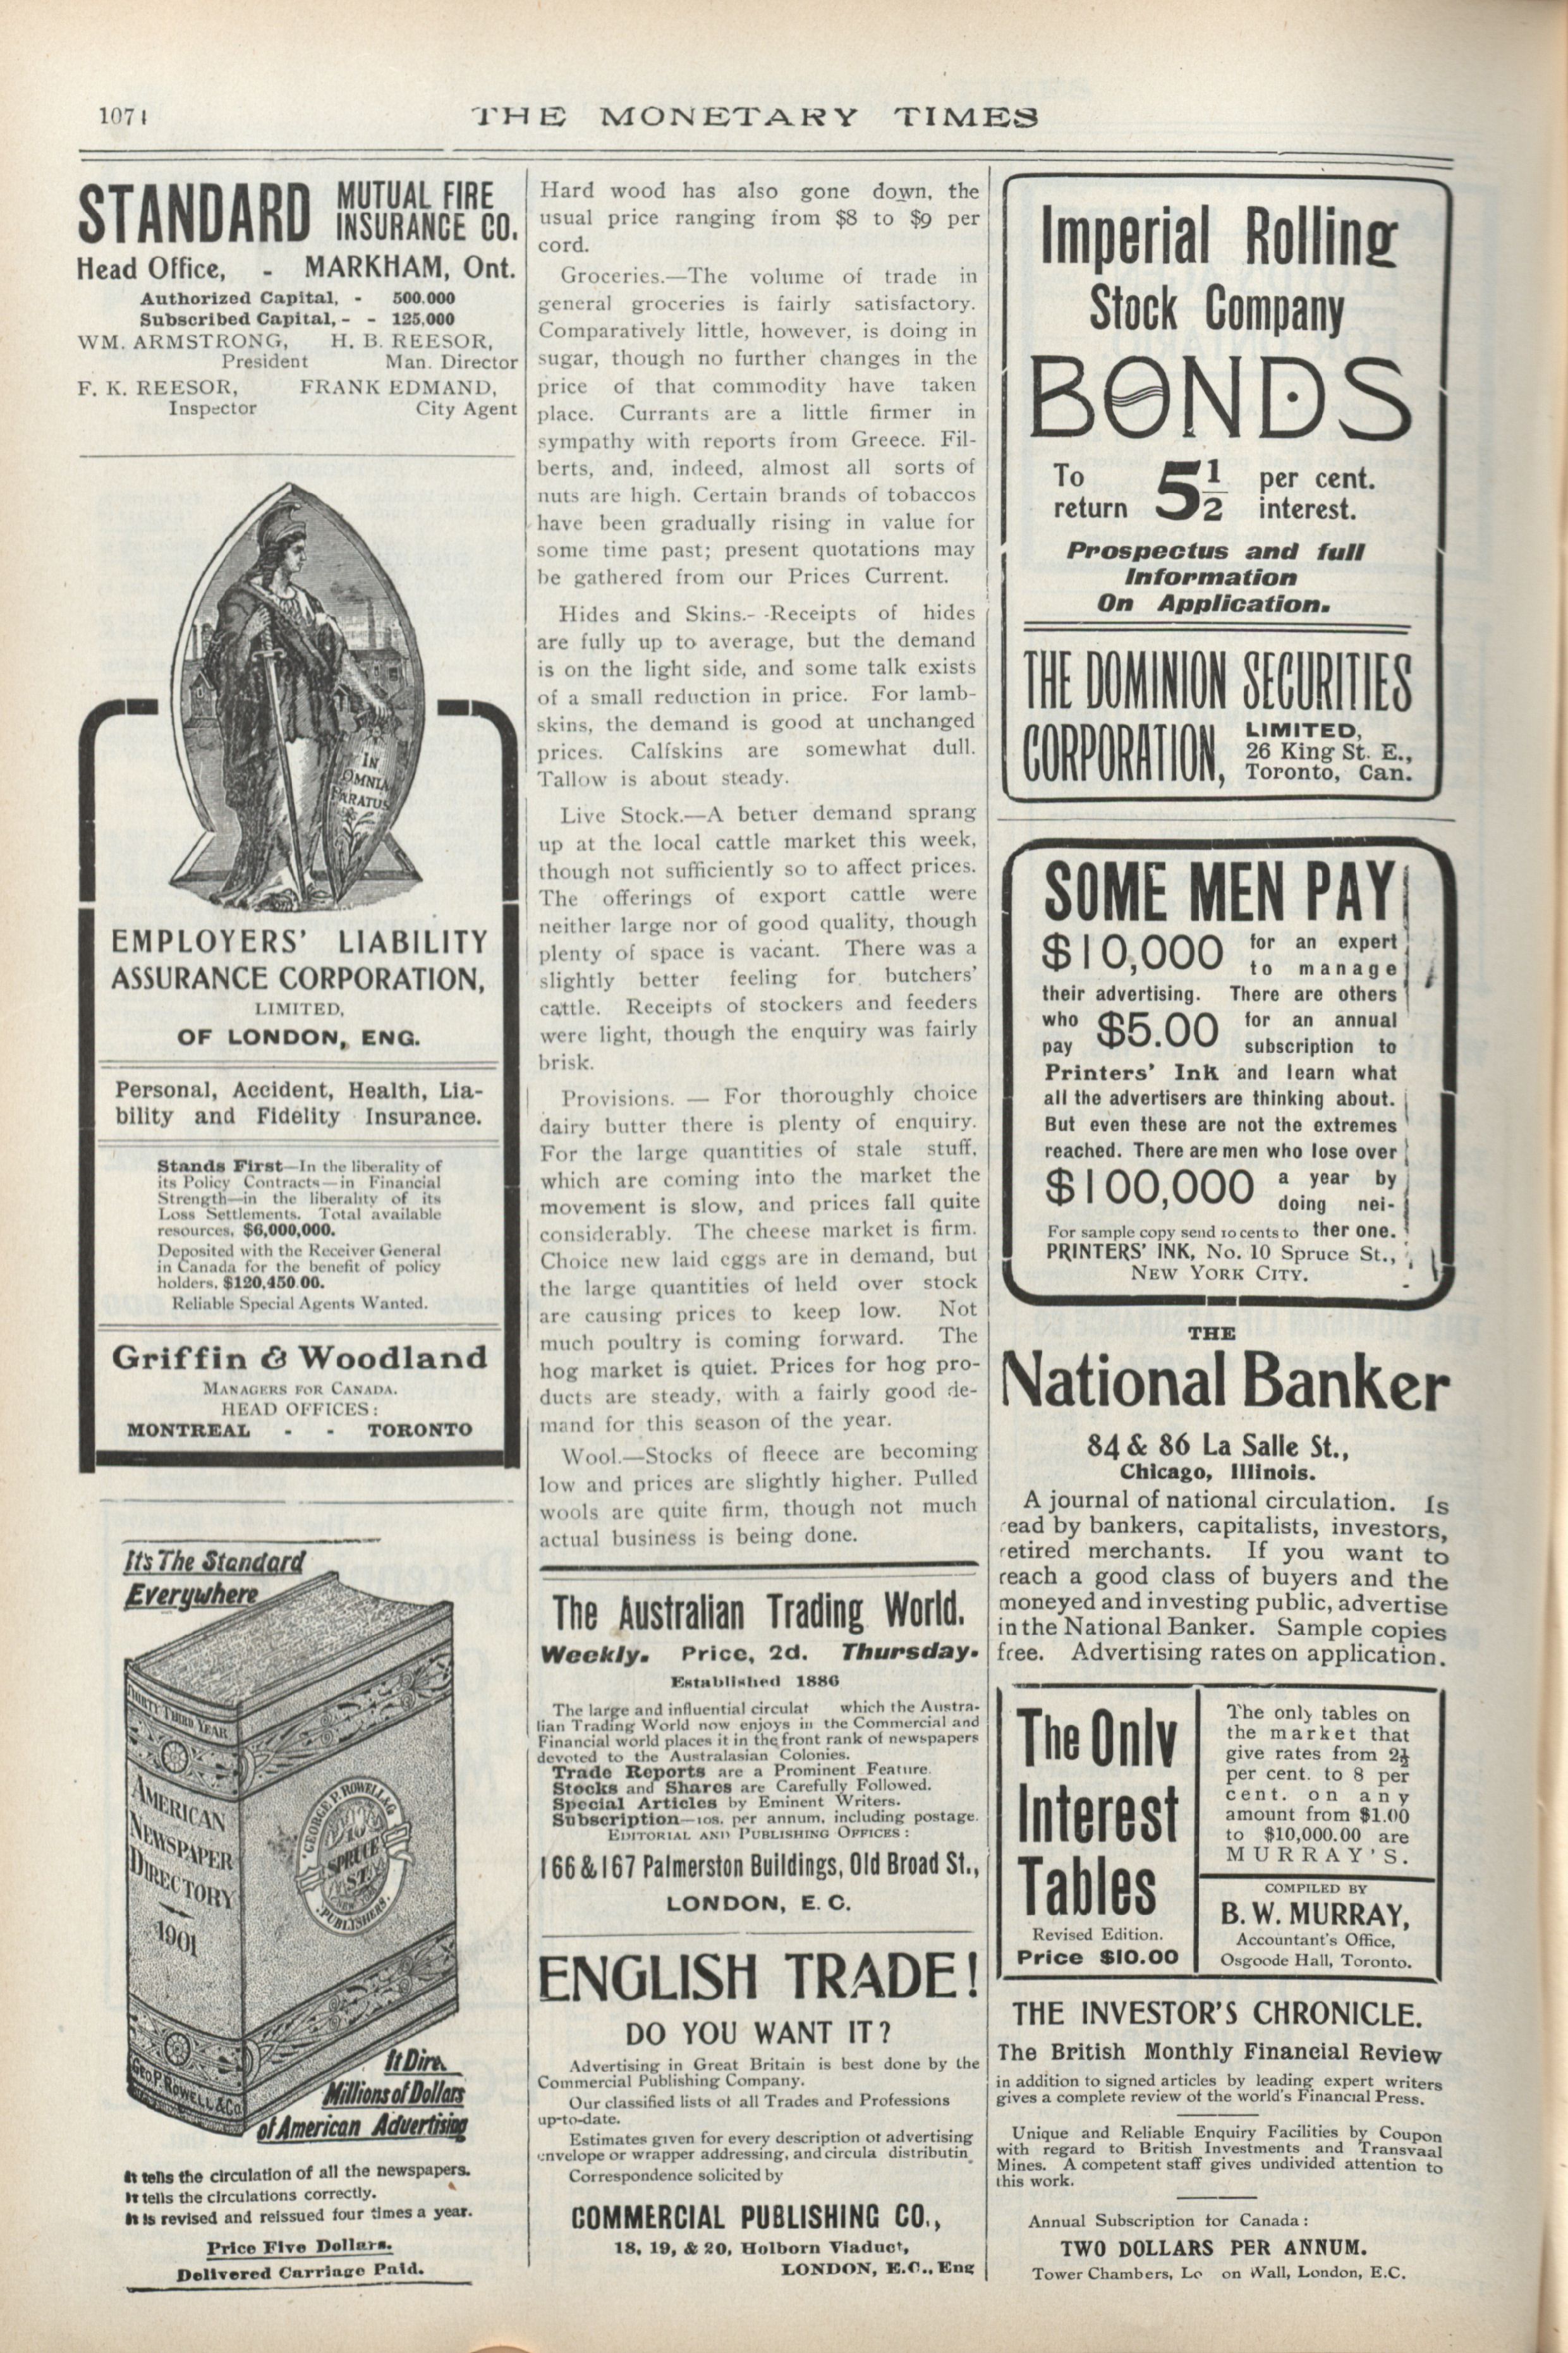 1074
THE MONETARY TIMES
STANDARD MUTUAL FIRE
INSURANCE CO.
Head Office, - MARKHAM, Ont.
Authorized Capital, - 500,000
Subscribed Capital, - - 125,000
WM. ARMSTRONG, H. B. REESOR,
President Man. Director
F. K. REESOR, FRANK EDMAND,
Inspector City Agent
IN
OMNIA
PARATUS
EMPLOYERS' LIABILITY
ASSURANCE CORPORATION,
LIMITED,
OF LONDON, ENG.
Personal, Accident, Health, Lia-
bility and Fidelity Insurance.
Stands First—In the liberality of
its Policy Contracts—in Financial
Strength—in the liberality of its
Loss Settlements. Total available
resources, $6,000,000.
Deposited with the Receiver General
in Canada for the benefit of policy
holders, $120,450.00.
Reliable Special Agents Wanted.
Griffin & Woodland
MANAGERS FOR CANADA.
HEAD OFFICES:
MONTREAL - - TORONTO
It's The Standard
Everywhere
THIRTY THIRD YEAR
AMERICAN
NEWSPAPER
DIRECTORY
1901
GEORGE P. ROWELL
10
SPRUCE
ST.
PUBLISHERS.
GEO. P. ROWELL & CO
It Dire
Millions of Dollars
of American Advertising
It tells the circulation of all the newspapers.
It tells the circulations correctly.
It is revised and reissued four times a year.
Price Five Dollars.
Delivered Carriage Paid.
Hard wood has also gone down, the
usual price ranging from $8 to $9 per
cord.
Groceries.—The volume of trade in
general groceries is fairly satisfactory.
Comparatively little, however, is doing in
sugar, though no further changes in the
price of that commodity have taken
place. Currants are a little firmer in
sympathy with reports from Greece. Fil-
berts, and, indeed, almost all sorts of
nuts are high. Certain brands of tobaccos
have been gradually rising in value for
some time past; present quotations may
be gathered from our Prices Current.
Hides and Skins.- -Receipts of hides
are fully up to average, but the demand
is on the light side, and some talk exists
of a small reduction in price. For lamb-
skins, the demand is good at unchanged
prices. Calfskins are somewhat dull.
Tallow is about steady.
Live Stock.—A better demand sprang
up at the local cattle market this week,
though not sufficiently so to affect prices.
The offerings of export cattle were
neither large nor of good quality, though
plenty of space is vacant. There was a
slightly better feeling for butchers'
cattle. Receipts of stockers and feeders
were light, though the enquiry was fairly
brisk.
Provisions. — For thoroughly choice
dairy butter there is plenty of enquiry.
For the large quantities of stale stuff,
which are coming into the market the
movement is slow, and prices fall quite
considerably. The cheese market is firm.
Choice new laid eggs are in demand, but
the large quantities of held over stock
are causing prices to keep low. Not
much poultry is coming forward. The
hog market is quiet. Prices for hog pro-
ducts are steady, with a fairly good de-
mand for this season of the year.
Wool.—Stocks of fleece are becoming
low and prices are slightly higher. Pulled
wools are quite firm, though not much
actual business is being done.
The Australian Trading World.
Weekly. Price, 2d. Thursday.
Established 1886
The large and influential circulat which the Austra-
lian Trading World now enjoys in the Commercial and
Financial world places it in the front rank of newspapers
devoted to the Australasian Colonies.
Trade Reports are a Prominent Feature.
Stocks and Shares are Carefully Followed.
Special Articles by Eminent Writers.
Subscription—10s. per annum, including postage.
EDITORIAL AND PUBLISHING OFFICES:
166 & 167 Palmerston Buildings, Old Broad St.,
LONDON, E. C.
ENGLISH TRADE!
DO YOU WANT IT?
Advertising in Great Britain is best done by the
Commercial Publishing Company.
Our classified lists of all Trades and Professions
up-to-date.
Estimates given for every description of advertising
envelope or wrapper addressing, and circula distributin
Correspondence solicited by
COMMERCIAL PUBLISHING CO.,
18, 19, & 20, Holborn Viaduct,
LONDON, E.C., Eng
Imperial Rolling
Stock Company
BONDS
To return 5½ per cent. interest.
Prospectus and full
Information
On Application.
THE DOMINION SECURITIES
CORPORATION, LIMITED,
26 King St. E.,
Toronto, Can.
SOME MEN PAY
$10,000 for an expert
to manage
their advertising. There are others
who pay $5.00 for an annual
subscription to
Printers' Ink and learn what
all the advertisers are thinking about.
But even these are not the extremes
reached. There are men who lose over
$100,000 a year by
doing nei-
For sample copy send 10 cents to ther one.
PRINTERS' INK, No. 10 Spruce St.,
NEW YORK CITY.
THE
National Banker
84 & 86 La Salle St.,
Chicago, Illinois.
A journal of national circulation. Is
read by bankers, capitalists, investors,
retired merchants. If you want to
reach a good class of buyers and the
moneyed and investing public, advertise
in the National Banker. Sample copies
free. Advertising rates on application.
The Only
Interest
Tables
Revised Edition.
Price $10.00
The only tables on
the market that
give rates from 2½
per cent. to 8 per
cent. on any
amount from $1.00
to $10,000.00 are
MURRAY'S.
COMPILED BY
B. W. MURRAY,
Accountant's Office,
Osgoode Hall, Toronto.
THE INVESTOR'S CHRONICLE.
The British Monthly Financial Review
in addition to signed articles by leading expert writers
gives a complete review of the world's Financial Press.
Unique and Reliable Enquiry Facilities by Coupon
with regard to British Investments and Transvaal
Mines. A competent staff gives undivided attention to
this work.
Annual Subscription for Canada:
TWO DOLLARS PER ANNUM.
Tower Chambers, Lo on Wall, London, E.C.